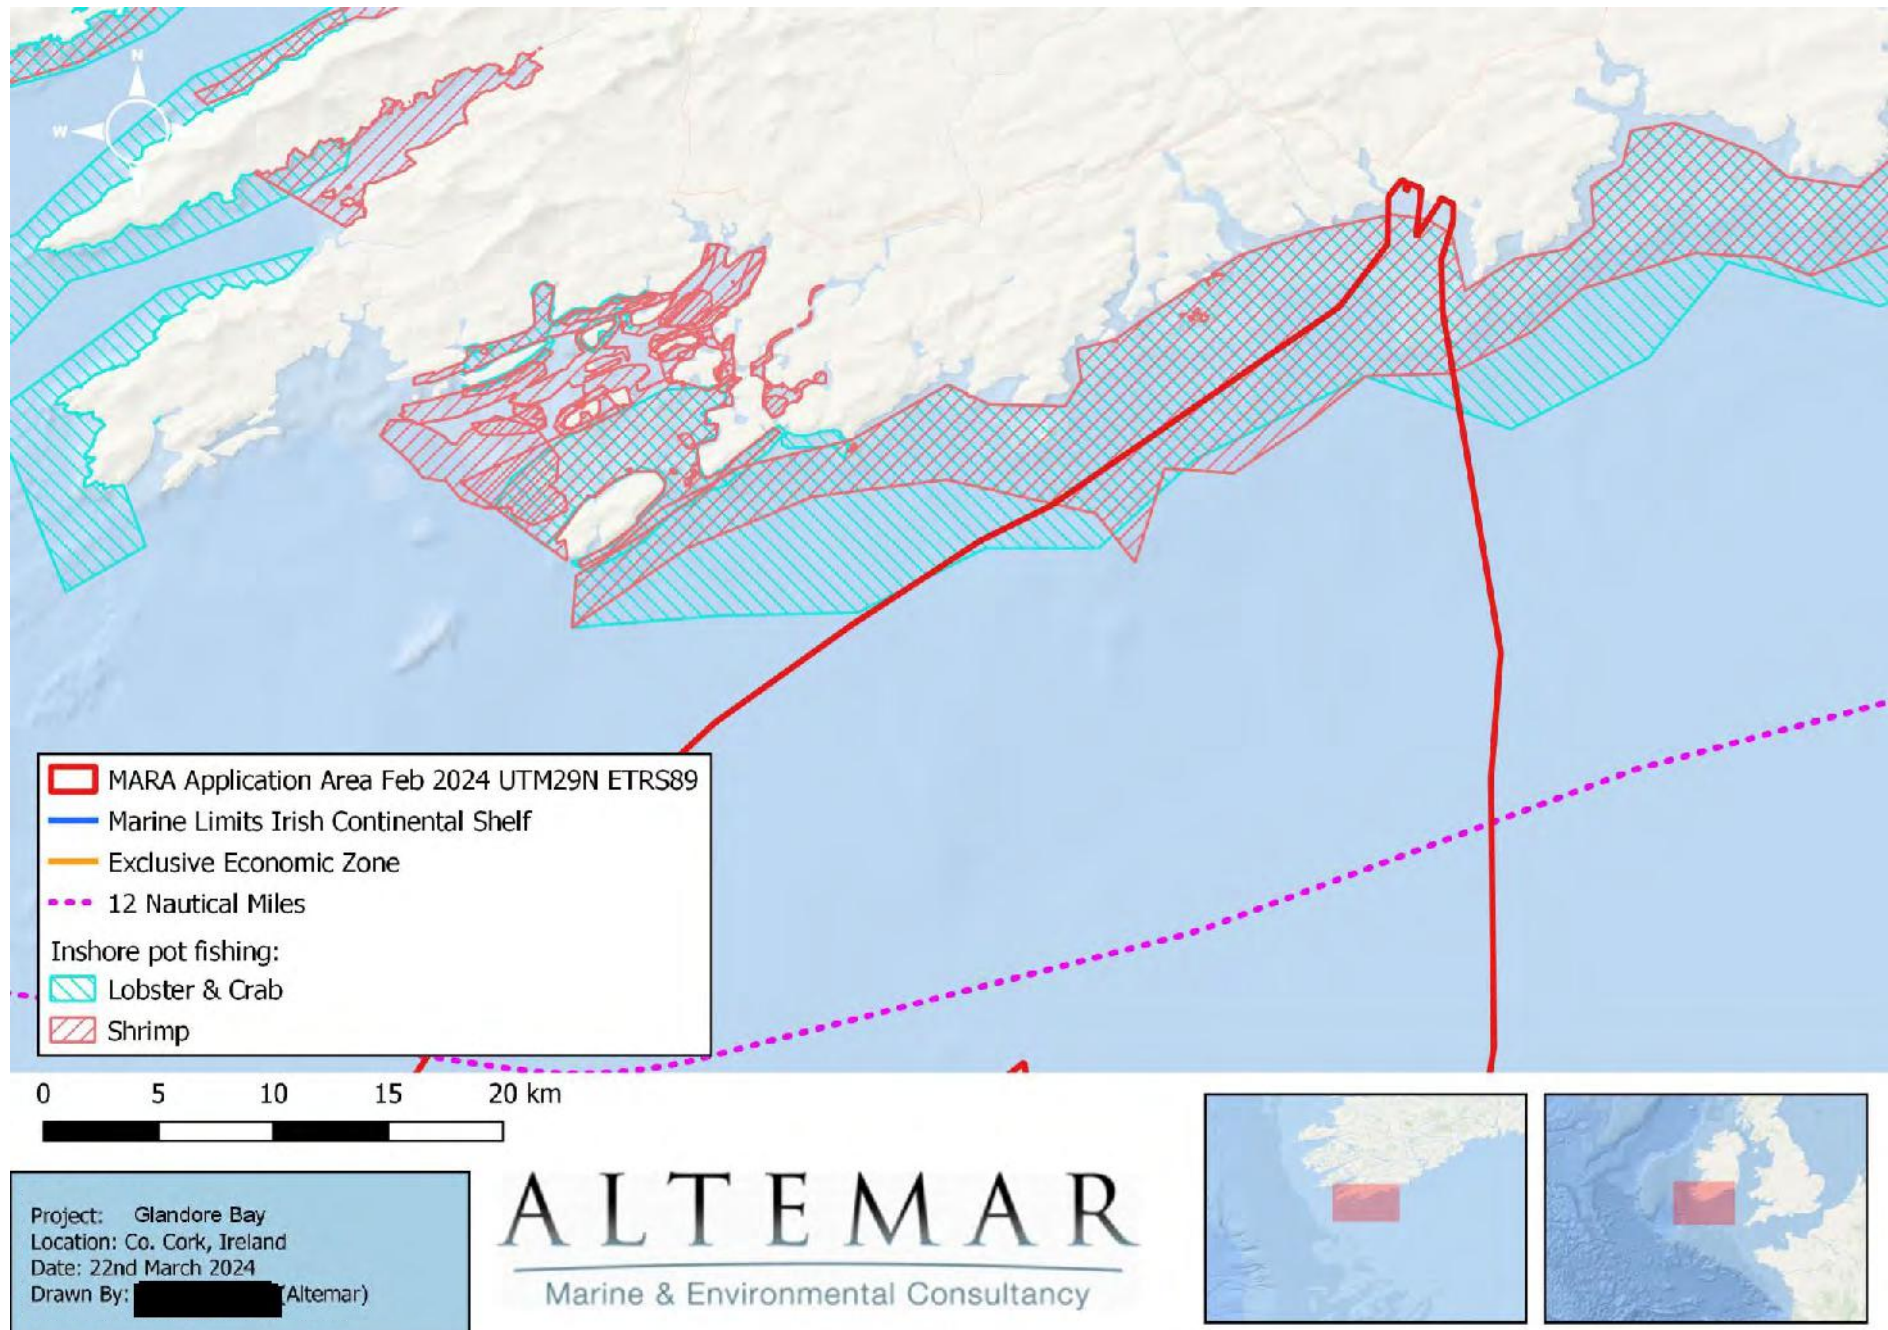 N
W
MARA Application Area Feb 2024 UTM29N ETRS89
Marine Limits Irish Continental Shelf
Exclusive Economic Zone
12 Nautical Miles
Inshore pot fishing:
Lobster & Crab
Shrimp
0 5 10 15 20 km
Project: Glandore Bay
Location: Co. Cork, Ireland
Date: 22nd March 2024
Drawn By: (Altemar)
ALTEMAR
Marine & Environmental Consultancy